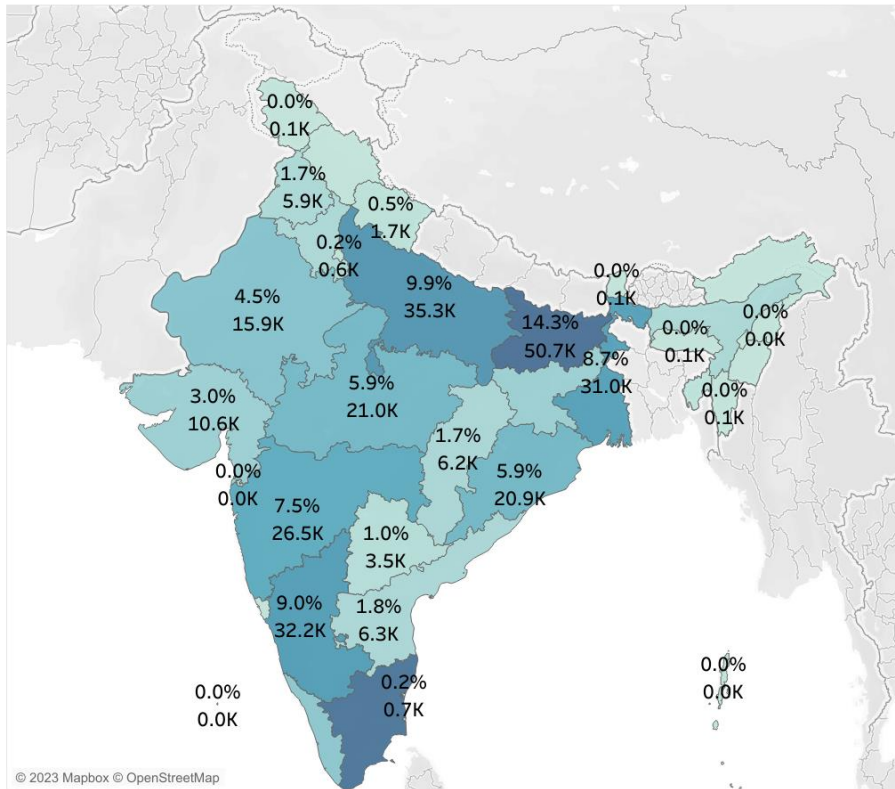 0.0%
0.1K
1.7%
5.9K
0.5%
1.7K
0.2%
0.6K
9.9%
35.3K
0.0%
0.1K
4.5%
15.9K
14.3%
50.7K
0.0%
0.1K
0.0%
0.0K
8.7%
31.0K
5.9%
21.0K
3.0%
10.6K
0.0%
0.1K
1.7%
6.2K
5.9%
20.9K
0.0%
0.0K
7.5%
26.5K
1.0%
3.5K
9.0%
32.2K
1.8%
6.3K
0.2%
0.7K
0.0%
0.0K
0.0%
0.0K
© 2023 Mapbox © OpenStreetMap